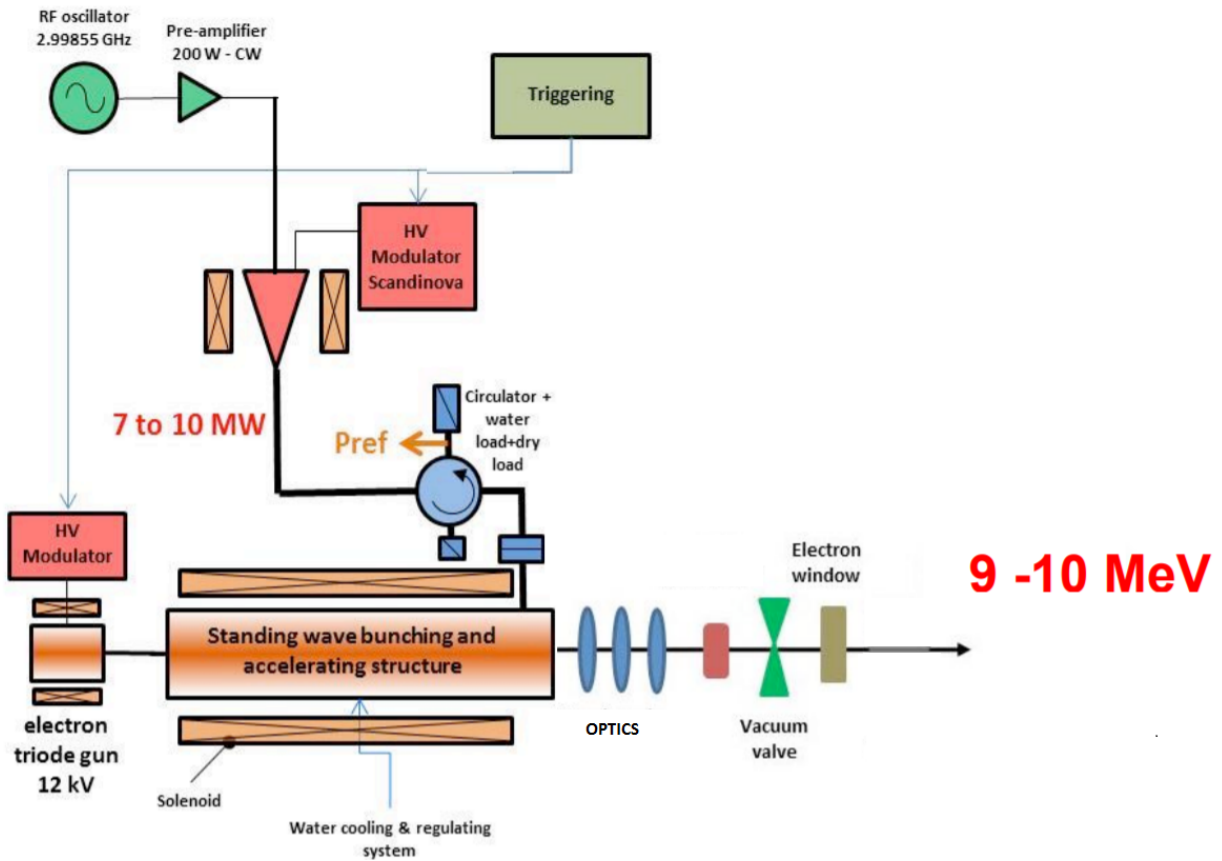 RF oscillator
2.99855 GHz
Pre-amplifier
200 W - CW
Triggering
HV
Modulator
Scandinova
7 to 10 MW
Pref
Circulator +
water
load+dry
load
HV
Modulator
Electron
window
9 -10 MeV
Standing wave bunching and
accelerating structure
electron
triode gun
12 kV
OPTICS
Vacuum
valve
Solenoid
Water cooling & regulating
system